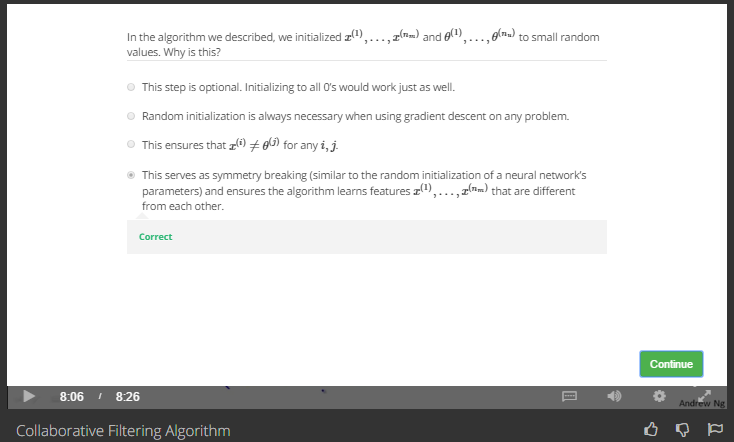 In the algorithm we described, we initialized x⁽¹⁾, . . . , x⁽ⁿᵐ⁾ and θ⁽¹⁾, . . . , θ⁽ⁿᵘ⁾ to small random
values. Why is this?
This step is optional. Initializing to all 0's would work just as well.
Random initialization is always necessary when using gradient descent on any problem.
This ensures that x⁽ⁱ⁾ ≠ θ⁽ʲ⁾ for any i, j.
This serves as symmetry breaking (similar to the random initialization of a neural network's
parameters) and ensures the algorithm learns features x⁽¹⁾, . . . , x⁽ⁿᵐ⁾ that are different
from each other.
Correct
Continue
8:06 / 8:26
Andrew Ng
Collaborative Filtering Algorithm